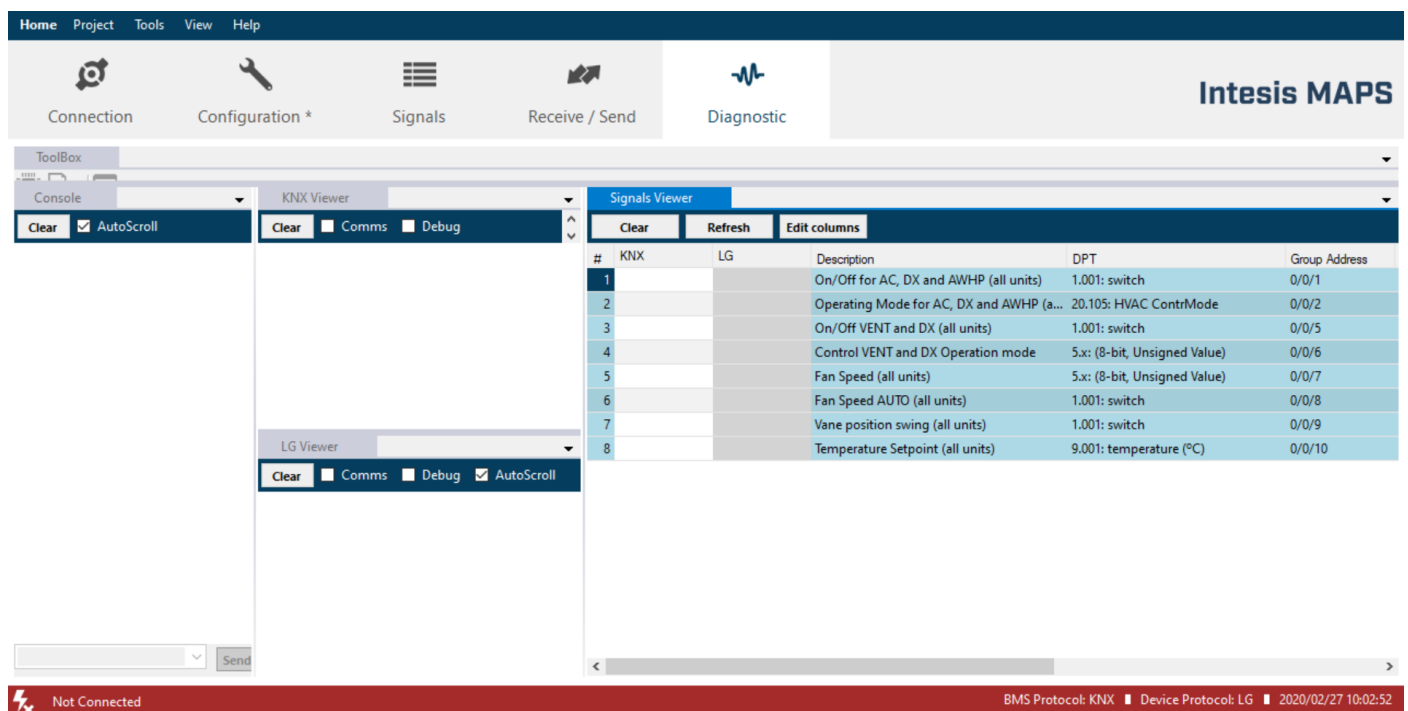 Home Project Tools View Help
Connection Configuration * Signals Receive / Send Diagnostic
Intesis MAPS
ToolBox
Console
Clear AutoScroll
Send
KNX Viewer
Clear Comms Debug
LG Viewer
Clear Comms Debug AutoScroll
Signals Viewer
Clear Refresh Edit columns
# KNX LG Description DPT Group Address
1 On/Off for AC, DX and AWHP (all units) 1.001: switch 0/0/1
2 Operating Mode for AC, DX and AWHP (a... 20.105: HVAC ContrMode 0/0/2
3 On/Off VENT and DX (all units) 1.001: switch 0/0/5
4 Control VENT and DX Operation mode 5.x: (8-bit, Unsigned Value) 0/0/6
5 Fan Speed (all units) 5.x: (8-bit, Unsigned Value) 0/0/7
6 Fan Speed AUTO (all units) 1.001: switch 0/0/8
7 Vane position swing (all units) 1.001: switch 0/0/9
8 Temperature Setpoint (all units) 9.001: temperature (ºC) 0/0/10
Not Connected BMS Protocol: KNX Device Protocol: LG 2020/02/27 10:02:52